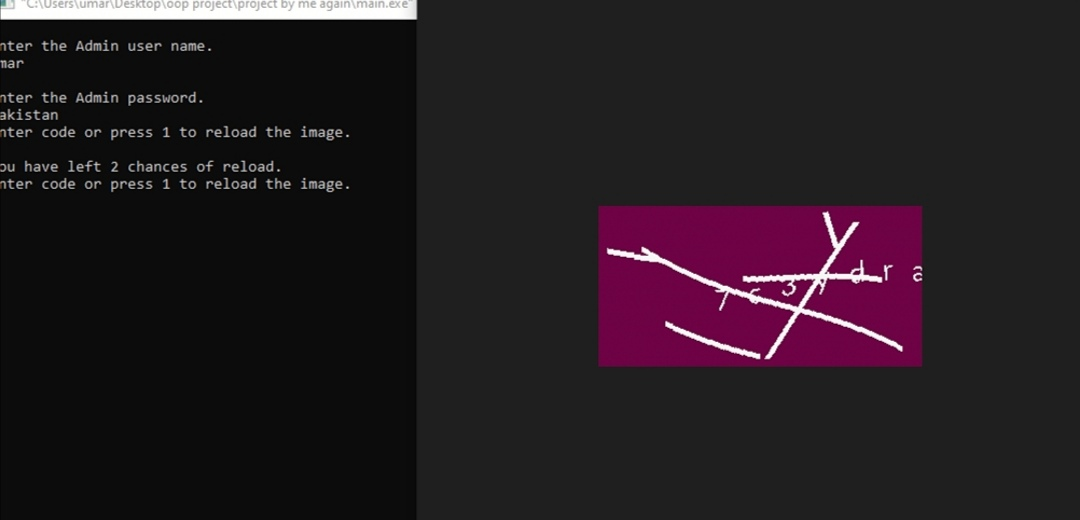 "C:\Users\umar\Desktop\oop project\project by me again\main.exe"
nter the Admin user name.
mar
nter the Admin password.
akistan
nter code or press 1 to reload the image.
ou have left 2 chances of reload.
nter code or press 1 to reload the image.
7 3 d r a